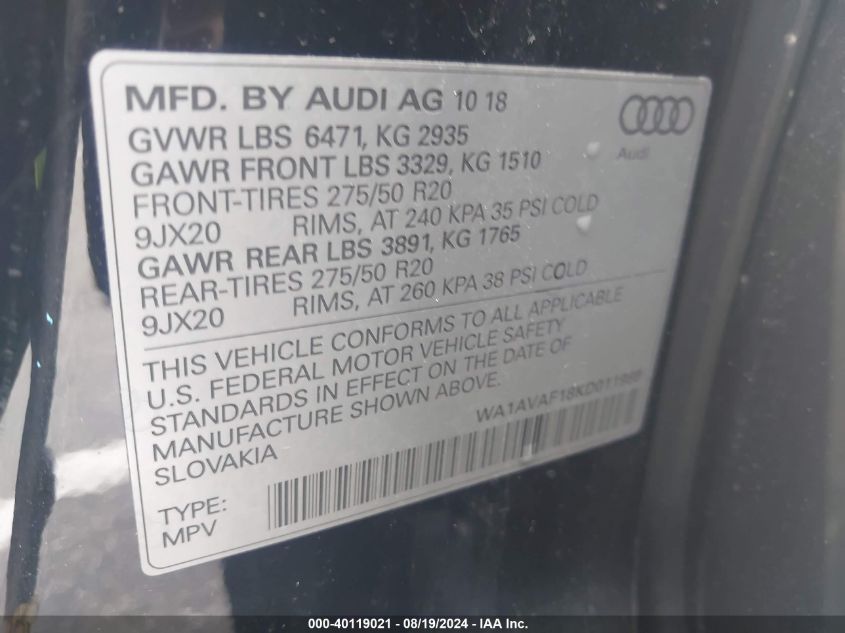 MFD. BY AUDI AG 10 18
Audi
GVWR LBS 6471, KG 2935
GAWR FRONT LBS 3329, KG 1510
FRONT-TIRES 275/50 R20
9JX20 RIMS, AT 240 KPA 35 PSI COLD
GAWR REAR LBS 3891, KG 1765
REAR-TIRES 275/50 R20
9JX20 RIMS, AT 260 KPA 38 PSI COLD
THIS VEHICLE CONFORMS TO ALL APPLICABLE
U.S. FEDERAL MOTOR VEHICLE SAFETY
STANDARDS IN EFFECT ON THE DATE OF
MANUFACTURE SHOWN ABOVE.
SLOVAKIA
TYPE:
MPV
000-40119021 - 08/19/2024 - IAA Inc.